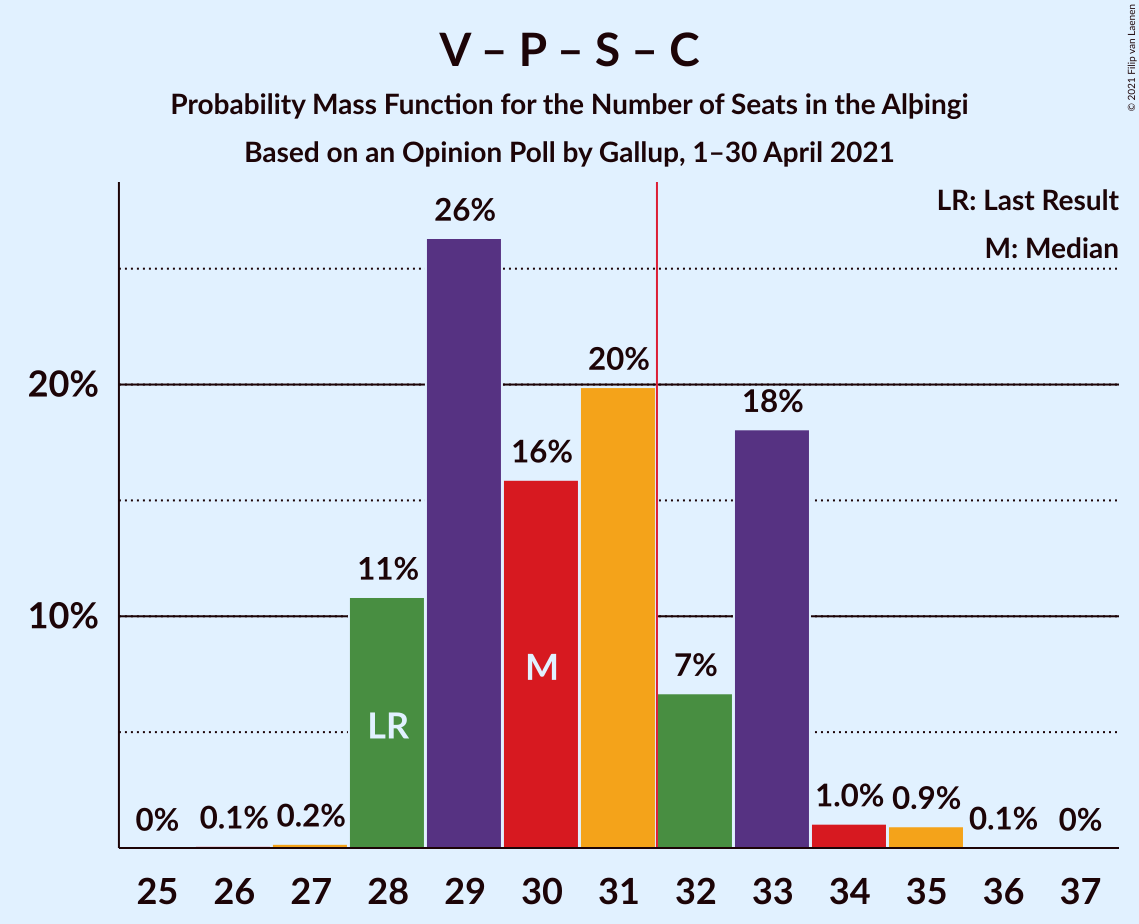 V – P – S – C
Probability Mass Function for the Number of Seats in the Alþingi
Based on an Opinion Poll by Gallup, 1–30 April 2021
© 2021 Filip van Laenen
LR: Last Result
M: Median
26%
20%
20%
18%
16%
11%
10%
7%
M
LR
0%
0.1%
0.2%
1.0%
0.9%
0.1%
0%
25 26 27 28 29 30 31 32 33 34 35 36 37